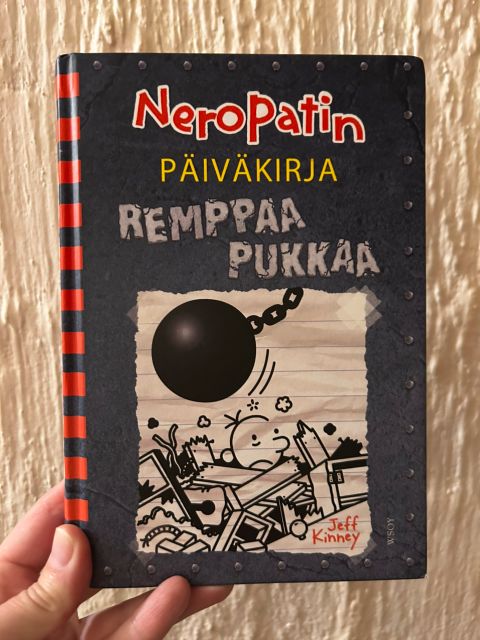 Neropatin
PÄIVÄKIRJA
REMPPAA
PUKKAA
Jeff
Kinney
WSOY